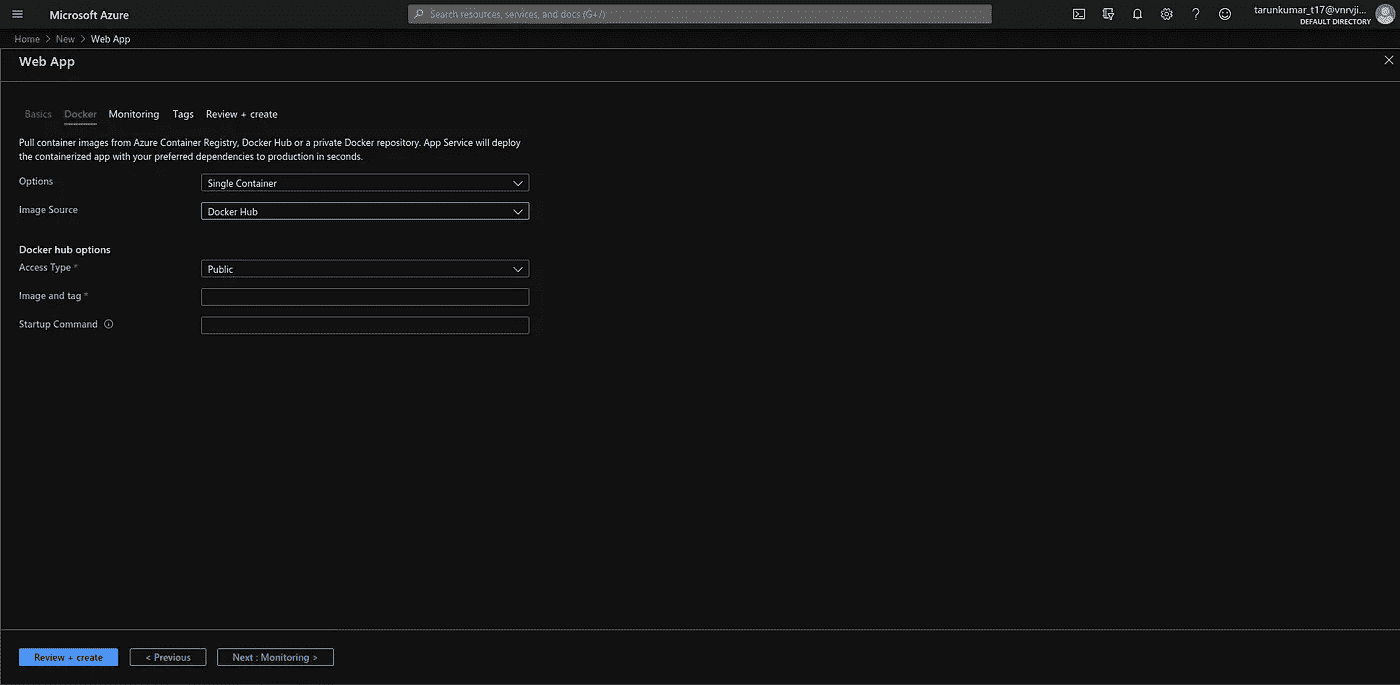 Microsoft Azure
Search resources, services, and docs (G+/)
tarunkumar_t17@vnrvji...
DEFAULT DIRECTORY
Home > New > Web App
Web App
Basics Docker Monitoring Tags Review + create
Pull container images from Azure Container Registry, Docker Hub or a private Docker repository. App Service will deploy
the containerized app with your preferred dependencies to production in seconds.
Options Single Container
Image Source Docker Hub
Docker hub options
Access Type * Public
Image and tag *
Startup Command
Review + create < Previous Next : Monitoring >